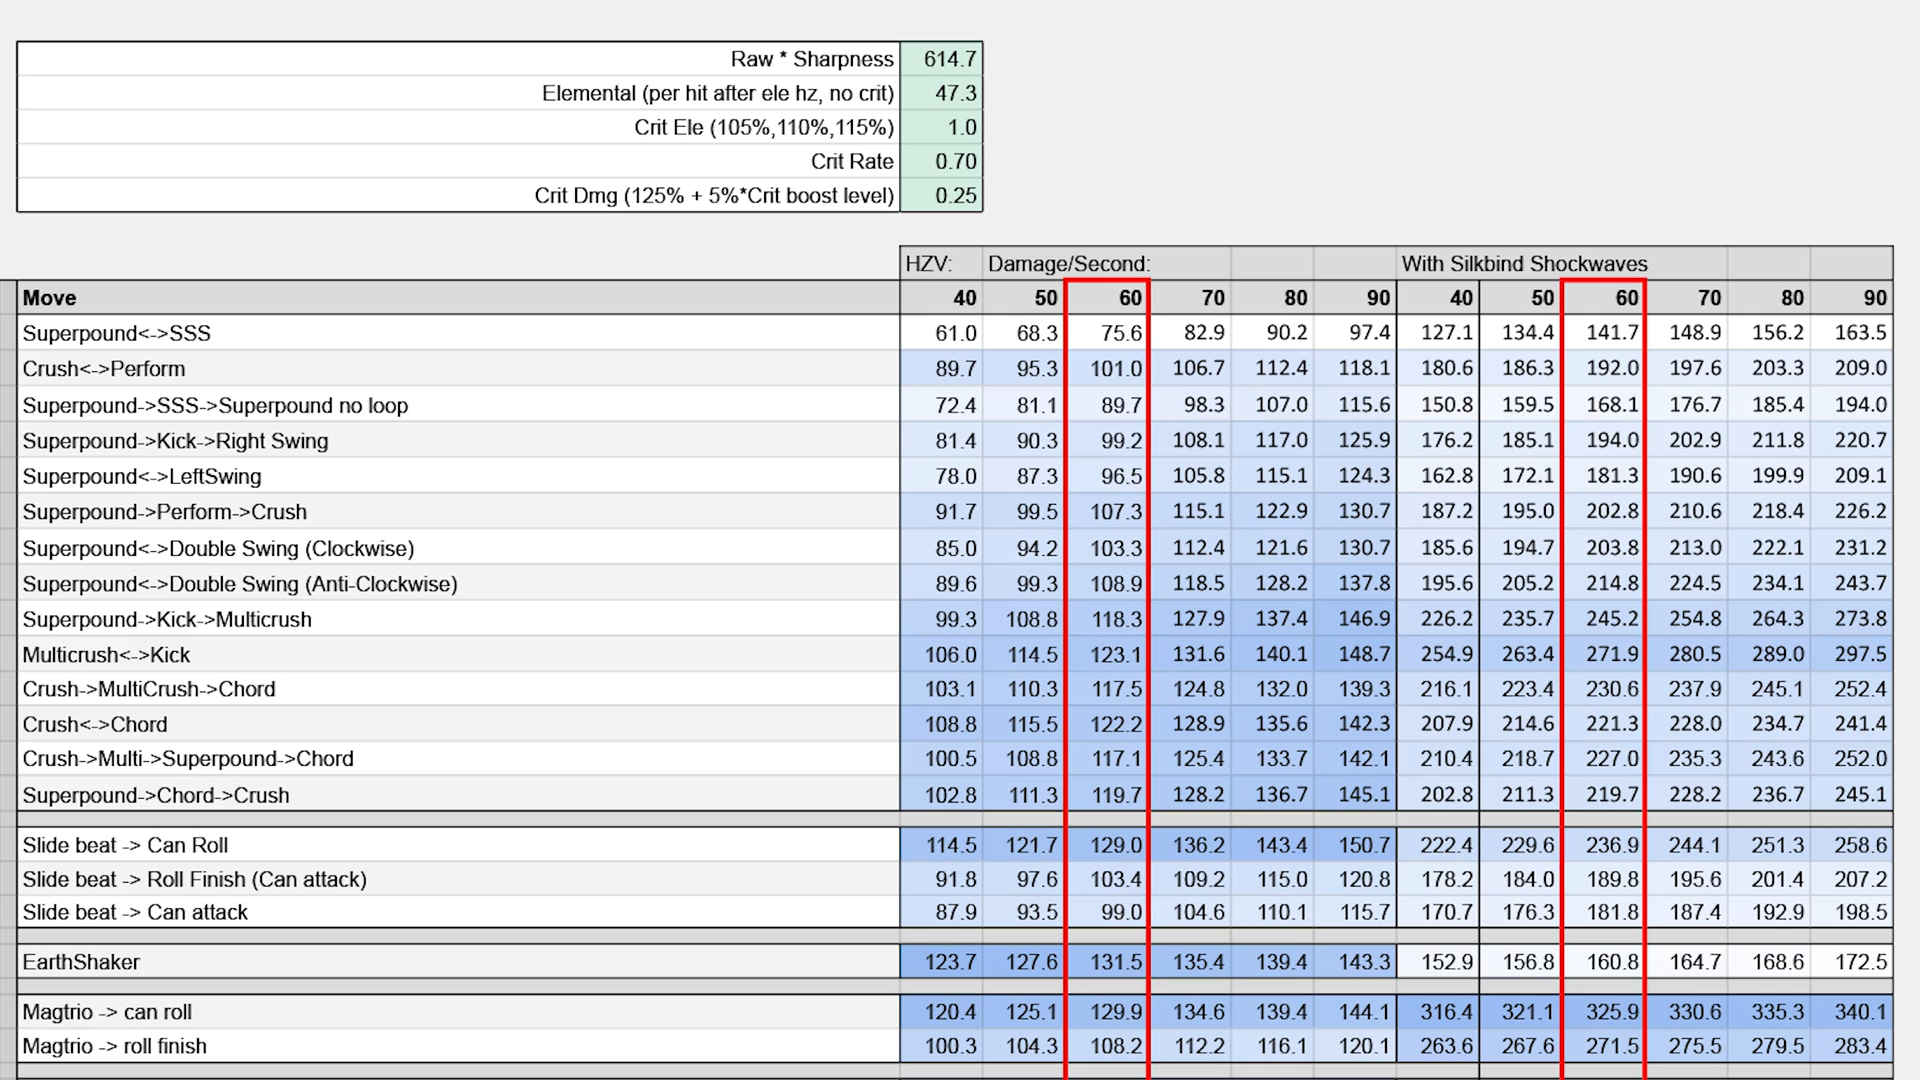 Raw * Sharpness 614.7
Elemental (per hit after ele hz, no crit) 47.3
Crit Ele (105%,110%,115%) 1.0
Crit Rate 0.70
Crit Dmg (125% + 5%*Crit boost level) 0.25
HZV: Damage/Second: With Silkbind Shockwaves
Move 40 50 60 70 80 90 40 50 60 70 80 90
Superpound<->SSS 61.0 68.3 75.6 82.9 90.2 97.4 127.1 134.4 141.7 148.9 156.2 163.5
Crush<->Perform 89.7 95.3 101.0 106.7 112.4 118.1 180.6 186.3 192.0 197.6 203.3 209.0
Superpound->SSS->Superpound no loop 72.4 81.1 89.7 98.3 107.0 115.6 150.8 159.5 168.1 176.7 185.4 194.0
Superpound->Kick->Right Swing 81.4 90.3 99.2 108.1 117.0 125.9 176.2 185.1 194.0 202.9 211.8 220.7
Superpound<->LeftSwing 78.0 87.3 96.5 105.8 115.1 124.3 162.8 172.1 181.3 190.6 199.9 209.1
Superpound->Perform->Crush 91.7 99.5 107.3 115.1 122.9 130.7 187.2 195.0 202.8 210.6 218.4 226.2
Superpound<->Double Swing (Clockwise) 85.0 94.2 103.3 112.4 121.6 130.7 185.6 194.7 203.8 213.0 222.1 231.2
Superpound<->Double Swing (Anti-Clockwise) 89.6 99.3 108.9 118.5 128.2 137.8 195.6 205.2 214.8 224.5 234.1 243.7
Superpound->Kick->Multicrush 99.3 108.8 118.3 127.9 137.4 146.9 226.2 235.7 245.2 254.8 264.3 273.8
Multicrush<->Kick 106.0 114.5 123.1 131.6 140.1 148.7 254.9 263.4 271.9 280.5 289.0 297.5
Crush->MultiCrush->Chord 103.1 110.3 117.5 124.8 132.0 139.3 216.1 223.4 230.6 237.9 245.1 252.4
Crush<->Chord 108.8 115.5 122.2 128.9 135.6 142.3 207.9 214.6 221.3 228.0 234.7 241.4
Crush->Multi->Superpound->Chord 100.5 108.8 117.1 125.4 133.7 142.1 210.4 218.7 227.0 235.3 243.6 252.0
Superpound->Chord->Crush 102.8 111.3 119.7 128.2 136.7 145.1 202.8 211.3 219.7 228.2 236.7 245.1
Slide beat -> Can Roll 114.5 121.7 129.0 136.2 143.4 150.7 222.4 229.6 236.9 244.1 251.3 258.6
Slide beat -> Roll Finish (Can attack) 91.8 97.6 103.4 109.2 115.0 120.8 178.2 184.0 189.8 195.6 201.4 207.2
Slide beat -> Can attack 87.9 93.5 99.0 104.6 110.1 115.7 170.7 176.3 181.8 187.4 192.9 198.5
EarthShaker 123.7 127.6 131.5 135.4 139.4 143.3 152.9 156.8 160.8 164.7 168.6 172.5
Magtrio -> can roll 120.4 125.1 129.9 134.6 139.4 144.1 316.4 321.1 325.9 330.6 335.3 340.1
Magtrio -> roll finish 100.3 104.3 108.2 112.2 116.1 120.1 263.6 267.6 271.5 275.5 279.5 283.4